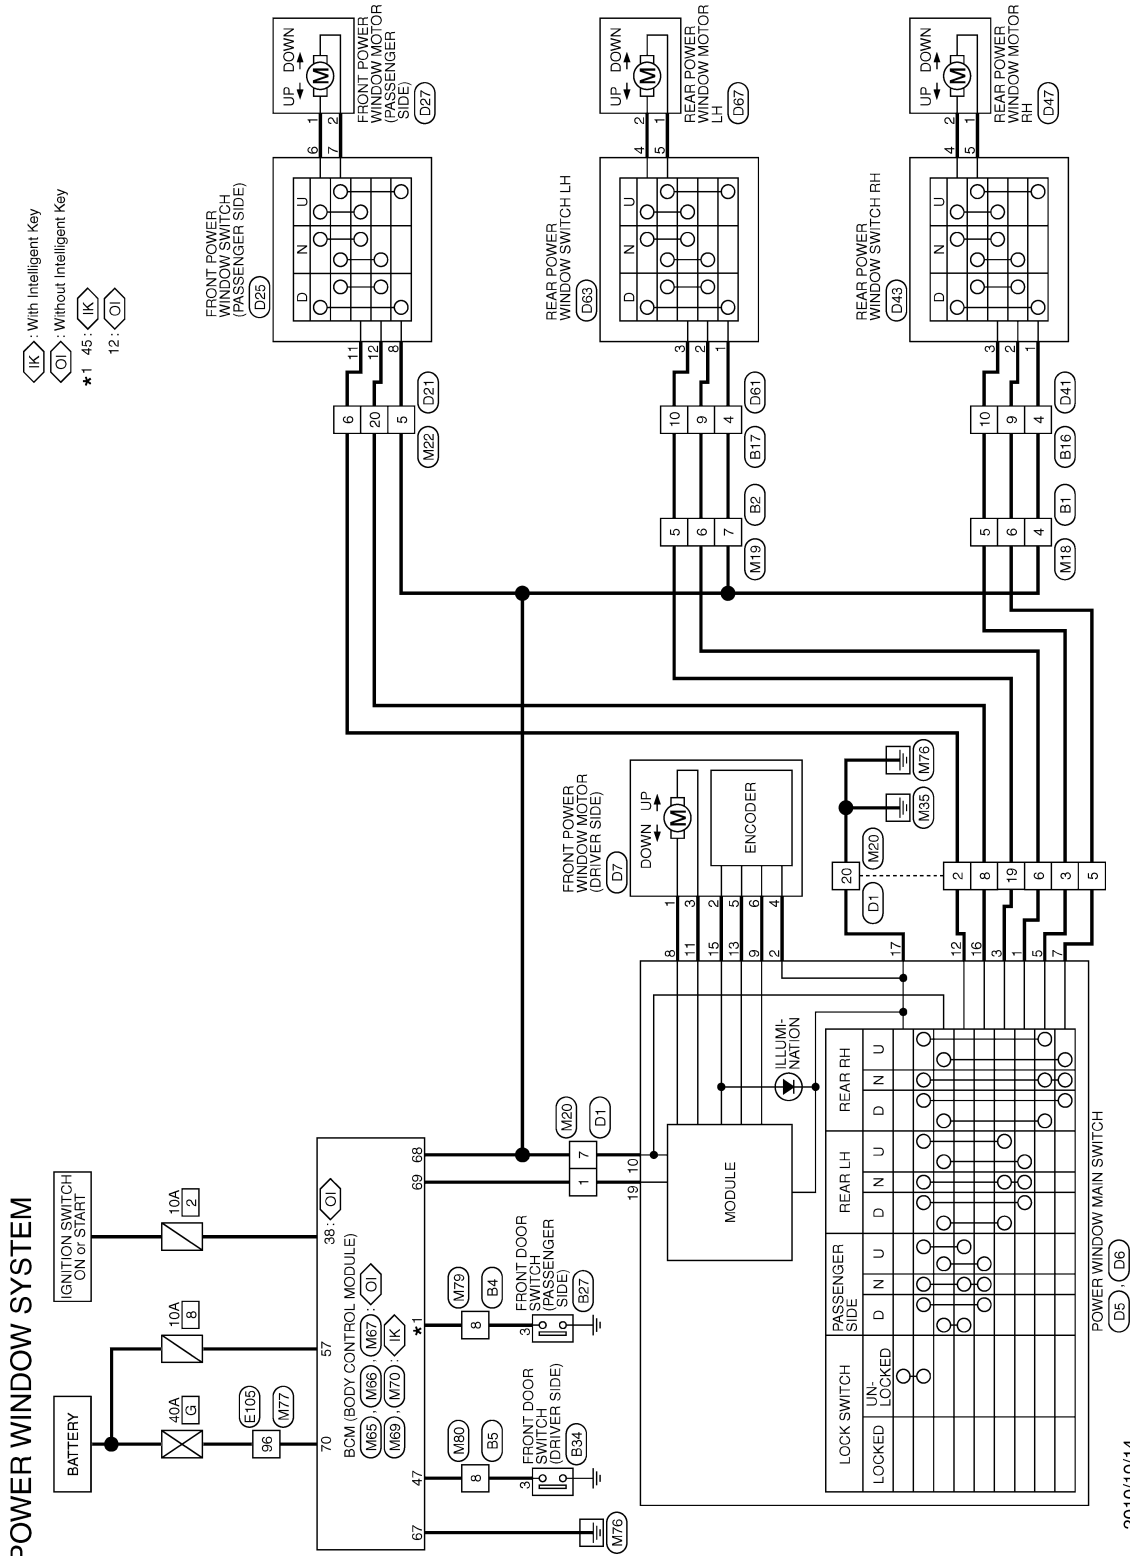 POWER WINDOW SYSTEM
IK : With Intelligent Key
OI : Without Intelligent Key
*1 45 : IK
12 : OI
BATTERY
IGNITION SWITCH
ON or START
40A
G
10A
8
10A
2
E105
96
M77
70
57
38 : OI
BCM (BODY CONTROL MODULE)
M65 , M66 , M67 : OI
M69 , M70 : IK
67
47
*1
69
68
M76
M80
8
B5
3
FRONT DOOR
SWITCH
(DRIVER SIDE)
B34
M79
8
B4
3
FRONT DOOR
SWITCH
(PASSENGER
SIDE)
B27
M20
1
7
D1
19
10
MODULE
ILLUMI-
NATION
8
11
15
13
9
2
1
3
2
5
6
4
FRONT POWER
WINDOW MOTOR
(DRIVER SIDE)
D7
DOWN
UP
M
ENCODER
17
12
16
3
1
5
7
D1
20
M20
M35
M76
2
8
19
6
3
5
LOCK SWITCH
LOCKED
UN-
LOCKED
PASSENGER
SIDE
D
N
U
REAR LH
D
N
U
REAR RH
D
N
U
POWER WINDOW MAIN SWITCH
D5 , D6
M22
6
20
5
D21
11
12
8
FRONT POWER
WINDOW SWITCH
(PASSENGER SIDE)
D25
D
N
U
6
7
1
2
UP
DOWN
M
FRONT POWER
WINDOW MOTOR
(PASSENGER
SIDE)
D27
M19
5
6
7
B2
B17
10
9
4
D61
3
2
1
REAR POWER
WINDOW SWITCH LH
D63
D
N
U
4
5
2
1
UP
DOWN
M
REAR POWER
WINDOW MOTOR
LH
D67
M18
5
6
4
B1
B16
10
9
4
D41
3
2
1
REAR POWER
WINDOW SWITCH RH
D43
D
N
U
4
5
2
1
UP
DOWN
M
REAR POWER
WINDOW MOTOR
RH
D47